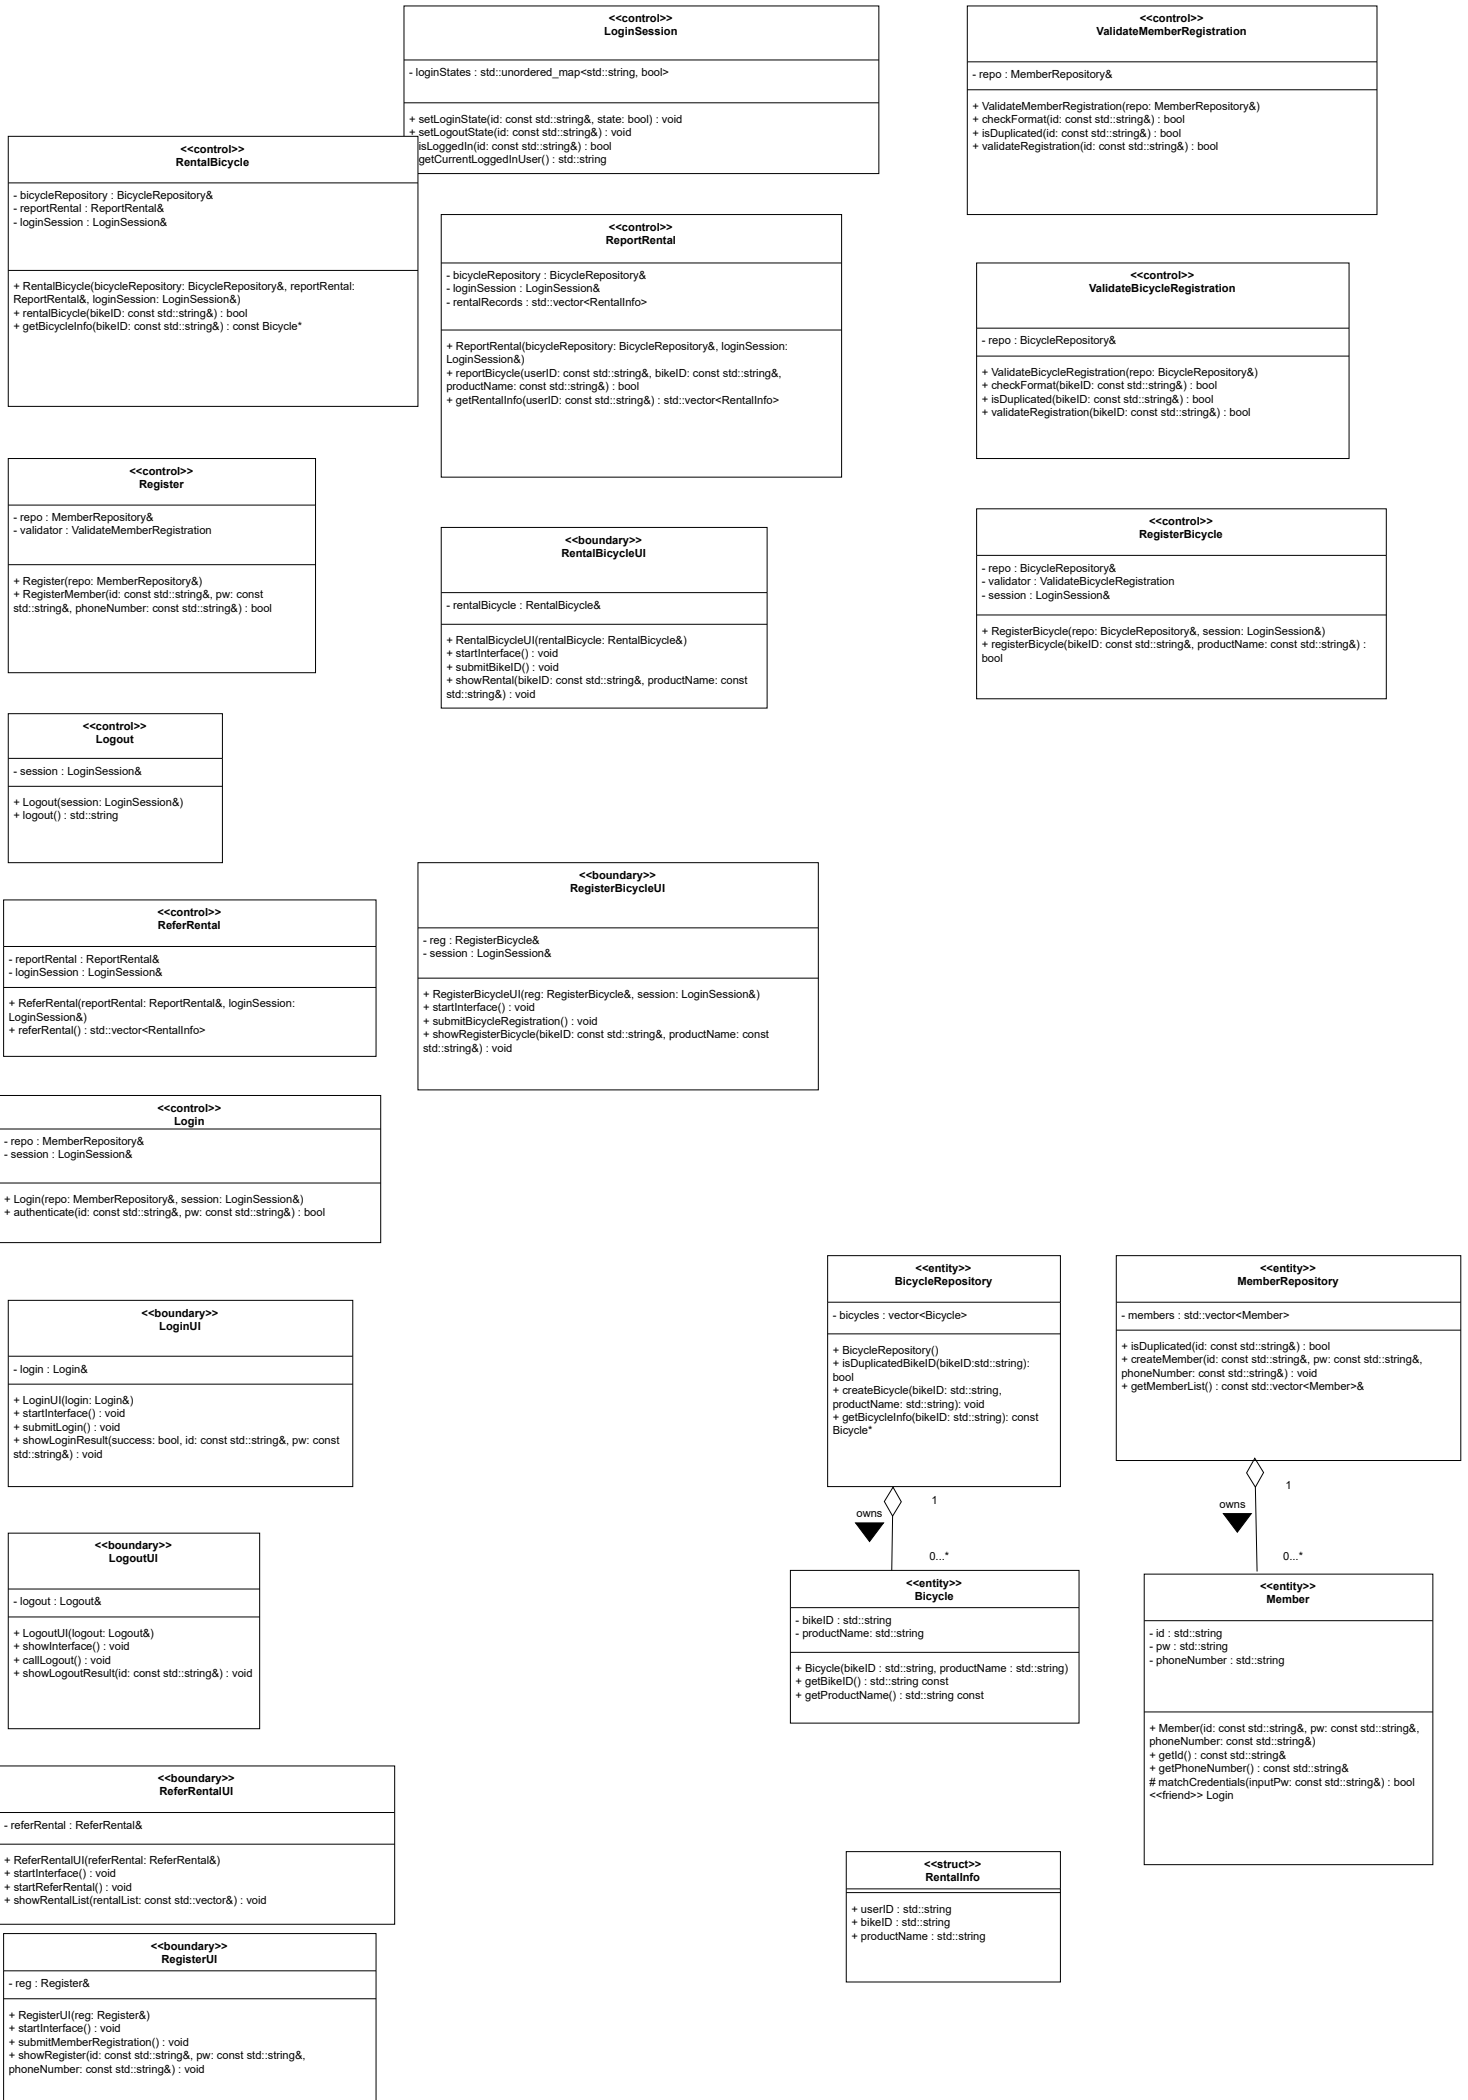 <<control>>
LoginSession
- loginStates : std::unordered_map<std::string, bool>
+ setLoginState(id: const std::string&, state: bool) : void
+ setLogoutState(id: const std::string&) : void
isLoggedIn(id: const std::string&) : bool
getCurrentLoggedInUser() : std::string
<<control>>
ValidateMemberRegistration
- repo : MemberRepository&
+ ValidateMemberRegistration(repo: MemberRepository&)
+ checkFormat(id: const std::string&) : bool
+ isDuplicated(id: const std::string&) : bool
+ validateRegistration(id: const std::string&) : bool
<<control>>
RentalBicycle
- bicycleRepository : BicycleRepository&
- reportRental : ReportRental&
- loginSession : LoginSession&
+ RentalBicycle(bicycleRepository: BicycleRepository&, reportRental:
ReportRental&, loginSession: LoginSession&)
+ rentalBicycle(bikeID: const std::string&) : bool
+ getBicycleInfo(bikeID: const std::string&) : const Bicycle*
<<control>>
ReportRental
- bicycleRepository : BicycleRepository&
- loginSession : LoginSession&
- rentalRecords : std::vector<RentalInfo>
+ ReportRental(bicycleRepository: BicycleRepository&, loginSession:
LoginSession&)
+ reportBicycle(userID: const std::string&, bikeID: const std::string&,
productName: const std::string&) : bool
+ getRentalInfo(userID: const std::string&) : std::vector<RentalInfo>
<<control>>
ValidateBicycleRegistration
- repo : BicycleRepository&
+ ValidateBicycleRegistration(repo: BicycleRepository&)
+ checkFormat(bikeID: const std::string&) : bool
+ isDuplicated(bikeID: const std::string&) : bool
+ validateRegistration(bikeID: const std::string&) : bool
<<control>>
Register
- repo : MemberRepository&
- validator : ValidateMemberRegistration
+ Register(repo: MemberRepository&)
+ RegisterMember(id: const std::string&, pw: const
std::string&, phoneNumber: const std::string&) : bool
<<boundary>>
RentalBicycleUI
- rentalBicycle : RentalBicycle&
+ RentalBicycleUI(rentalBicycle: RentalBicycle&)
+ startInterface() : void
+ submitBikeID() : void
+ showRental(bikeID: const std::string&, productName: const
std::string&) : void
<<control>>
RegisterBicycle
- repo : BicycleRepository&
- validator : ValidateBicycleRegistration
- session : LoginSession&
+ RegisterBicycle(repo: BicycleRepository&, session: LoginSession&)
+ registerBicycle(bikeID: const std::string&, productName: const std::string&) :
bool
<<control>>
Logout
- session : LoginSession&
+ Logout(session: LoginSession&)
+ logout() : std::string
<<boundary>>
RegisterBicycleUI
- reg : RegisterBicycle&
- session : LoginSession&
+ RegisterBicycleUI(reg: RegisterBicycle&, session: LoginSession&)
+ startInterface() : void
+ submitBicycleRegistration() : void
+ showRegisterBicycle(bikeID: const std::string&, productName: const
std::string&) : void
<<control>>
ReferRental
- reportRental : ReportRental&
- loginSession : LoginSession&
+ ReferRental(reportRental: ReportRental&, loginSession:
LoginSession&)
+ referRental() : std::vector<RentalInfo>
<<control>>
Login
- repo : MemberRepository&
- session : LoginSession&
+ Login(repo: MemberRepository&, session: LoginSession&)
+ authenticate(id: const std::string&, pw: const std::string&) : bool
<<entity>>
BicycleRepository
- bicycles : vector<Bicycle>
+ BicycleRepository()
+ isDuplicatedBikeID(bikeID:std::string):
bool
+ createBicycle(bikeID: std::string,
productName: std::string): void
+ getBicycleInfo(bikeID: std::string): const
Bicycle*
<<entity>>
MemberRepository
- members : std::vector<Member>
+ isDuplicated(id: const std::string&) : bool
+ createMember(id: const std::string&, pw: const std::string&,
phoneNumber: const std::string&) : void
+ getMemberList() : const std::vector<Member>&
<<boundary>>
LoginUI
- login : Login&
+ LoginUI(login: Login&)
+ startInterface() : void
+ submitLogin() : void
+ showLoginResult(success: bool, id: const std::string&, pw: const
std::string&) : void
1
owns
0...*
1
owns
0...*
<<boundary>>
LogoutUI
- logout : Logout&
+ LogoutUI(logout: Logout&)
+ showInterface() : void
+ callLogout() : void
+ showLogoutResult(id: const std::string&) : void
<<entity>>
Bicycle
- bikeID : std::string
- productName: std::string
+ Bicycle(bikeID : std::string, productName : std::string)
+ getBikeID() : std::string const
+ getProductName() : std::string const
<<entity>>
Member
- id : std::string
- pw : std::string
- phoneNumber : std::string
+ Member(id: const std::string&, pw: const std::string&,
phoneNumber: const std::string&)
+ getId() : const std::string&
+ getPhoneNumber() : const std::string&
# matchCredentials(inputPw: const std::string&) : bool
<<friend>> Login
<<boundary>>
ReferRentalUI
- referRental : ReferRental&
+ ReferRentalUI(referRental: ReferRental&)
+ startInterface() : void
+ startReferRental() : void
+ showRentalList(rentalList: const std::vector&) : void
<<struct>>
RentalInfo
+ userID : std::string
+ bikeID : std::string
+ productName : std::string
<<boundary>>
RegisterUI
- reg : Register&
+ RegisterUI(reg: Register&)
+ startInterface() : void
+ submitMemberRegistration() : void
+ showRegister(id: const std::string&, pw: const std::string&,
phoneNumber: const std::string&) : void